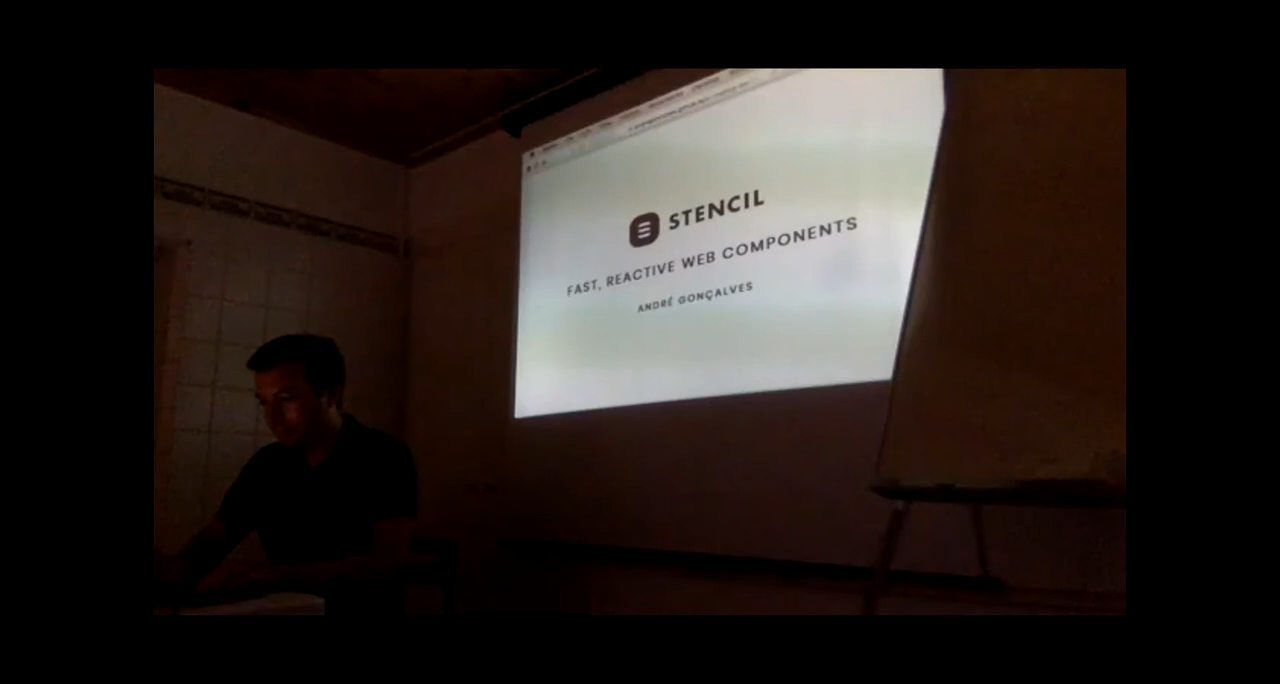 STENCIL
FAST, REACTIVE WEB COMPONENTS
ANDRÉ GONÇALVES